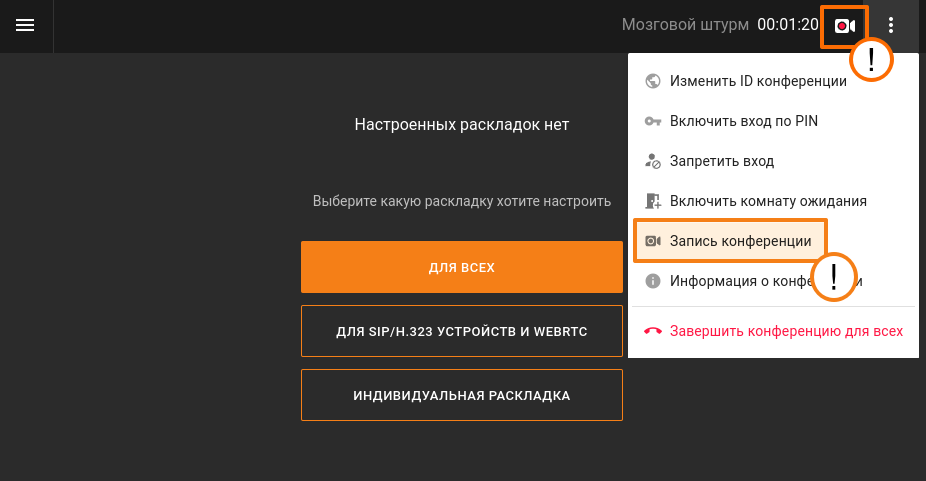 Мозговой штурм 00:01:20
!
Изменить ID конференции
Настроенных раскладок нет
Включить вход по PIN
Запретить вход
Выберите какую раскладку хотите настроить
Включить комнату ожидания
Запись конференции
ДЛЯ ВСЕХ
!
Информация о
ДЛЯ SIP/H.323 УСТРОЙСТВ И WEBRTC
Завершить конференцию для всех
ИНДИВИДУАЛЬНАЯ РАСКЛАДКА